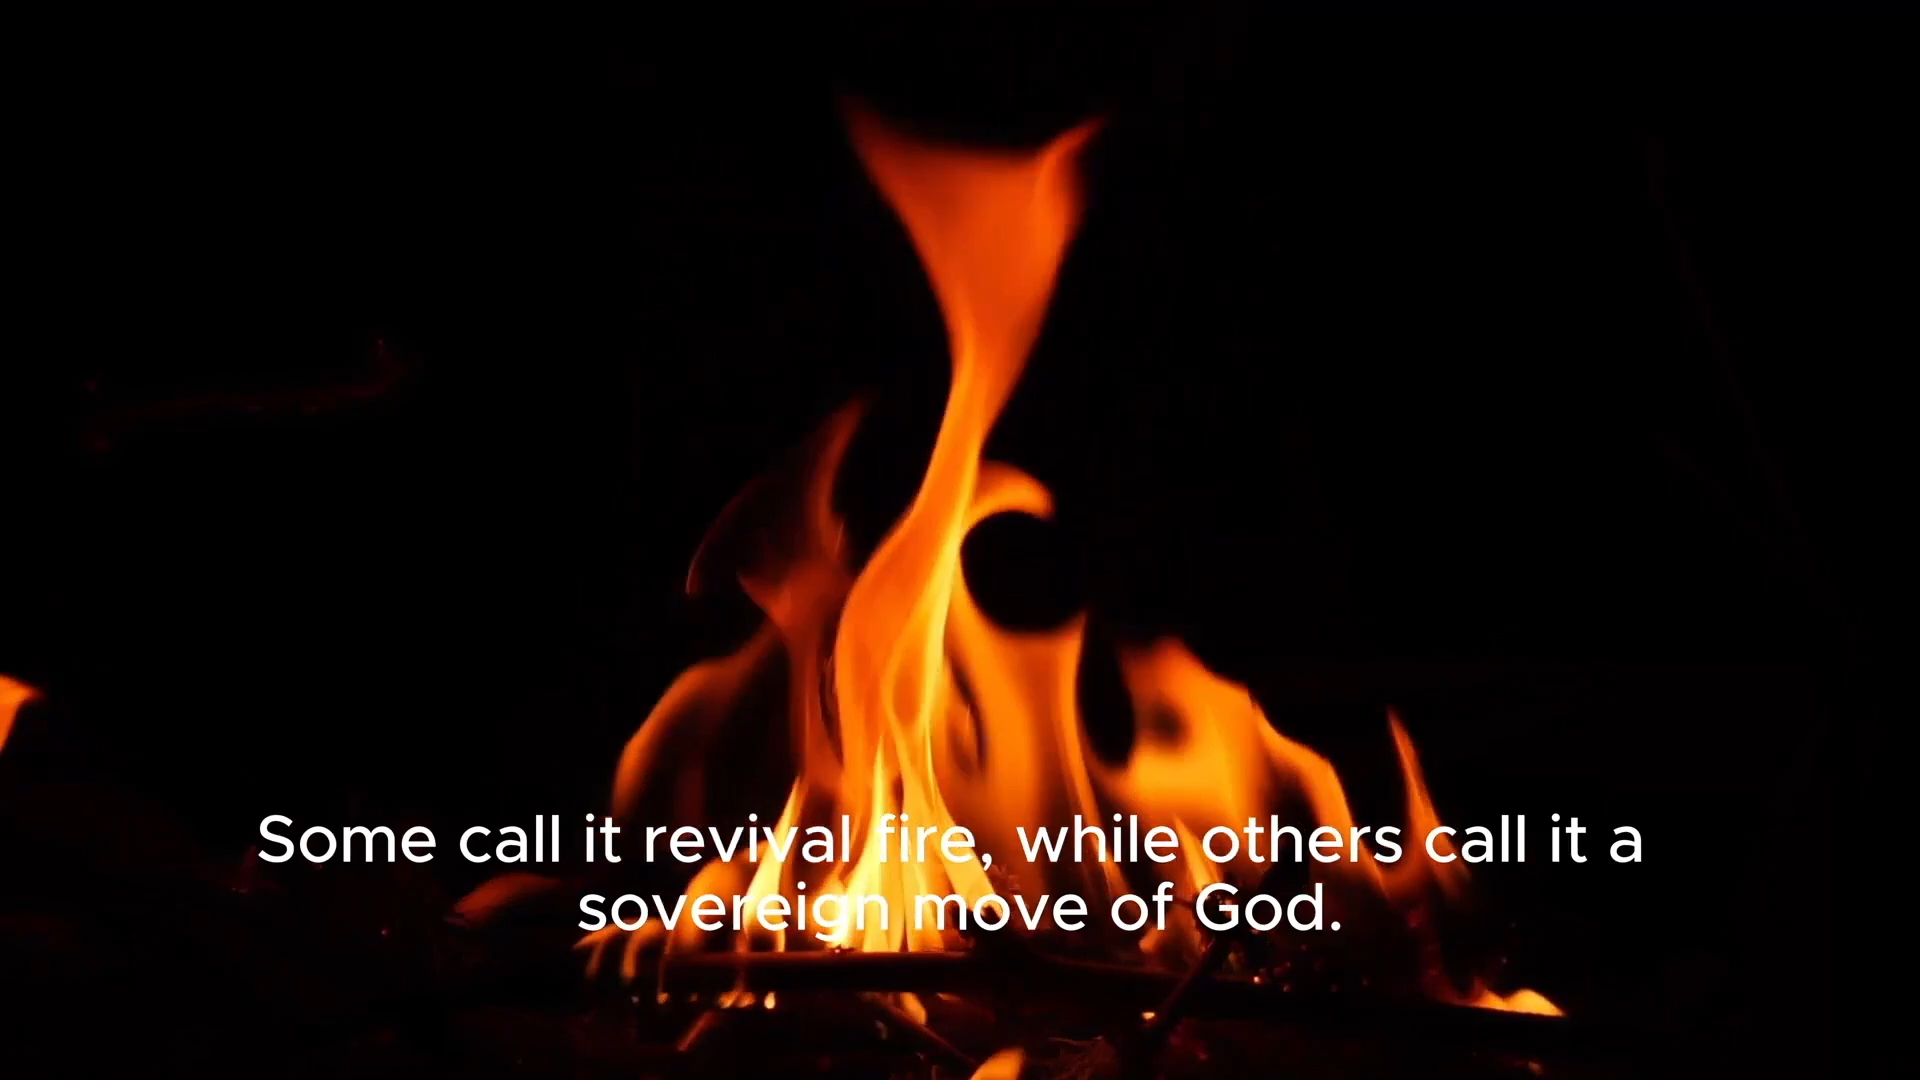 Some call it revival fire, while others call it a
sovereign move of God.